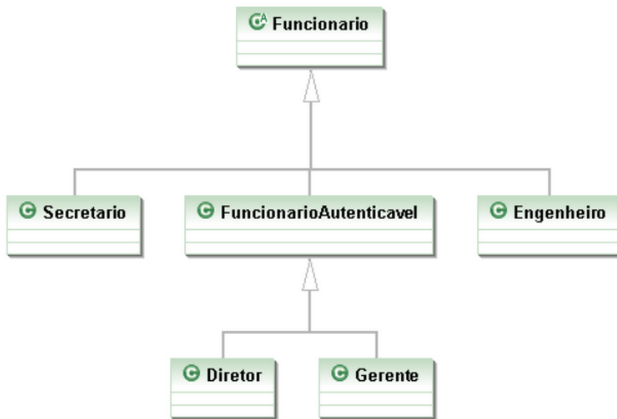 Funcionario
Secretario
FuncionarioAutenticavel
Engenheiro
Diretor
Gerente